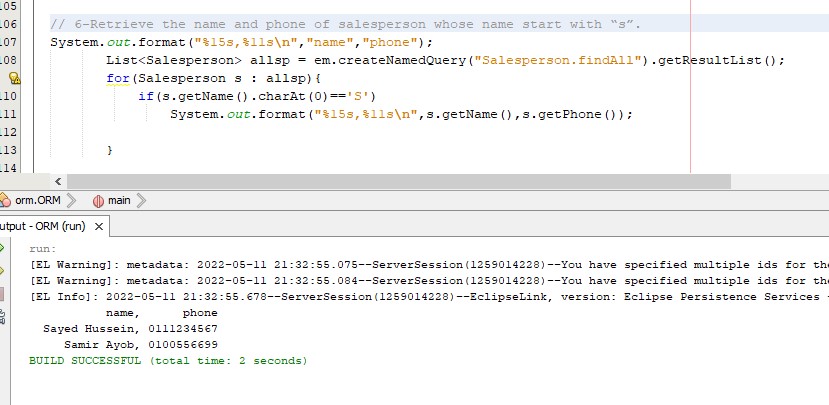 105
106 // 6-Retrieve the name and phone of salesperson whose name start with “s”.
107 System.out.format("%15s,%11s\n","name","phone");
108 List<Salesperson> allsp = em.createNamedQuery("Salesperson.findAll").getResultList();
for(Salesperson s : allsp){
110 if(s.getName().charAt(0)=='S')
111 System.out.format("%15s,%11s\n",s.getName(),s.getPhone());
112
113 }
114
orm.ORM main
utput - ORM (run) ×
run:
[EL Warning]: metadata: 2022-05-11 21:32:55.075--ServerSession(1259014228)--You have specified multiple ids for the
[EL Warning]: metadata: 2022-05-11 21:32:55.084--ServerSession(1259014228)--You have specified multiple ids for the
[EL Info]: 2022-05-11 21:32:55.678--ServerSession(1259014228)--EclipseLink, version: Eclipse Persistence Services -
name, phone
Sayed Hussein, 0111234567
Samir Ayob, 0100556699
BUILD SUCCESSFUL (total time: 2 seconds)